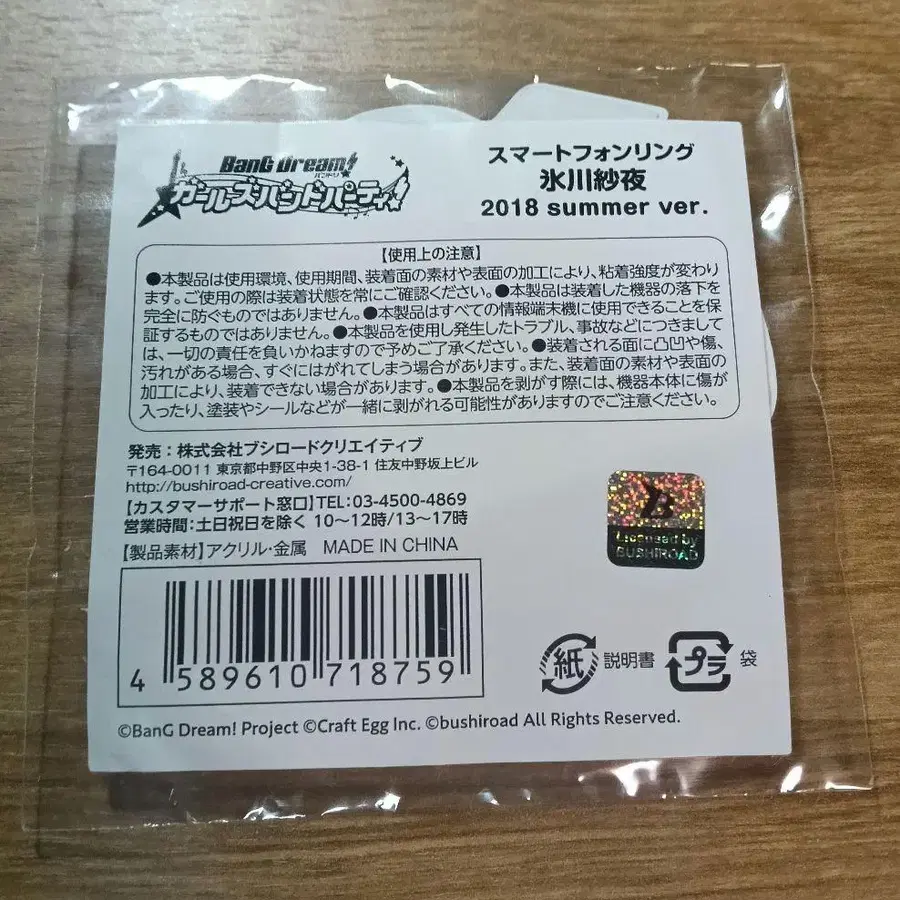 BanG Dream!
バンドリ
ガールズバンドパーティ!
スマートフォンリング
氷川紗夜
2018 summer ver.
【使用上の注意】
●本製品は使用環境、使用期間、装着面の素材や表面の加工により、粘着強度が変わり
ます。ご使用の際は装着状態を常にご確認ください。●本製品は装着した機器の落下を
完全に防ぐものではありません。●本製品はすべての情報端末機に使用できることを保
証するものではありません。●本製品を使用し発生したトラブル、事故などにつきまして
は、一切の責任を負いかねますので予めご了承ください。●装着される面に凸凹や傷、
汚れがある場合、すぐにはがれてしまう場合があります。また、装着面の素材や表面の
加工により、装着できない場合があります。●本製品を剥がす際には、機器本体に傷が
入ったり、塗装やシールなどが一緒に剥がれる可能性がありますのでご注意ください。
発売:株式会社ブシロードクリエイティブ
〒164-0011 東京都中野区中央1-38-1 住友中野坂上ビル
http://bushiroad-creative.com/
【カスタマーサポート窓口】TEL:03-4500-4869
営業時間:土日祝日を除く 10～12時/13～17時
【製品素材】アクリル・金属 MADE IN CHINA
B
Licensed by
BUSHIROAD
4 589610 718759
紙 説明書 プラ 袋
©BanG Dream! Project ©Craft Egg Inc. ©bushiroad All Rights Reserved.